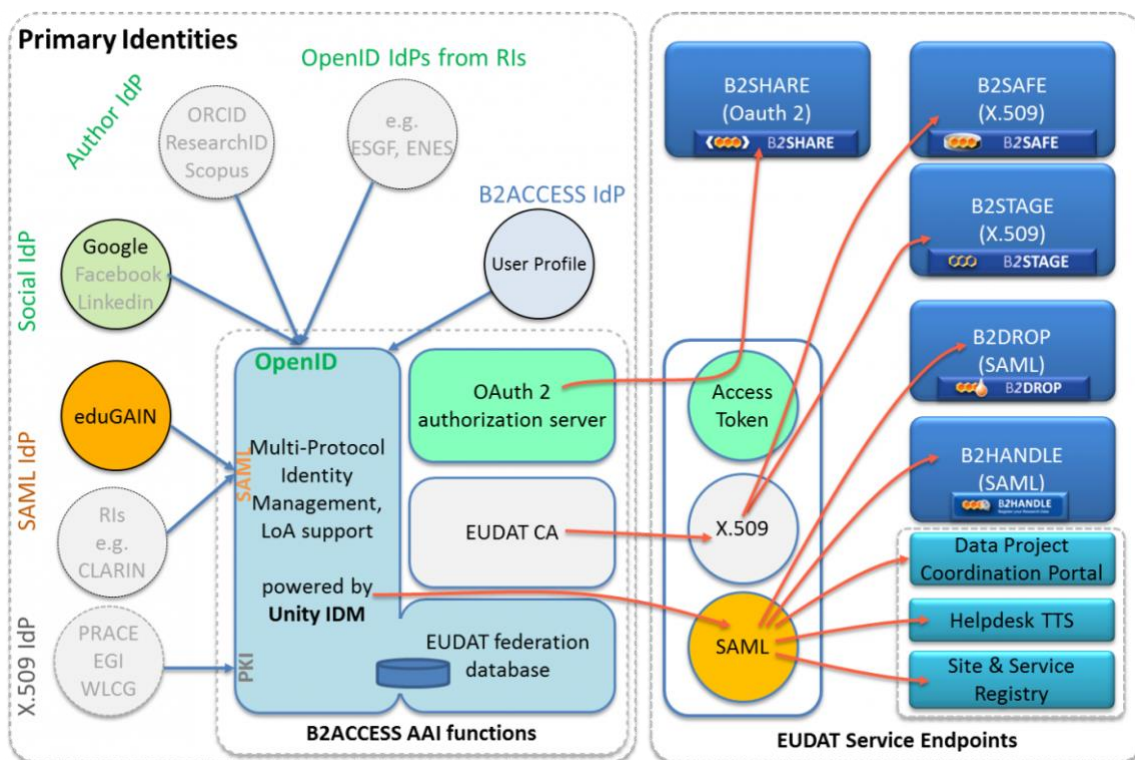 Primary Identities
Author IdP
OpenID IdPs from RIs
ORCID
ResearchID
Scopus
e.g.
ESGF, ENES
B2ACCESS IdP
Social IdP
Google
Facebook
Linkedin
User Profile
SAML IdP
eduGAIN
RIs
e.g.
CLARIN
X.509 IdP
PRACE
EGI
WLCG
OpenID
SAML
PKI
Multi-Protocol
Identity
Management,
LoA support
powered by
Unity IDM
OAuth 2
authorization server
EUDAT CA
EUDAT federation
database
B2ACCESS AAI functions
Access
Token
X.509
SAML
B2SHARE
(Oauth 2)
B2SHARE
B2SAFE
(X.509)
B2SAFE
B2STAGE
(X.509)
B2STAGE
B2DROP
(SAML)
B2DROP
B2HANDLE
(SAML)
B2HANDLE
Data Project
Coordination Portal
Helpdesk TTS
Site & Service
Registry
EUDAT Service Endpoints